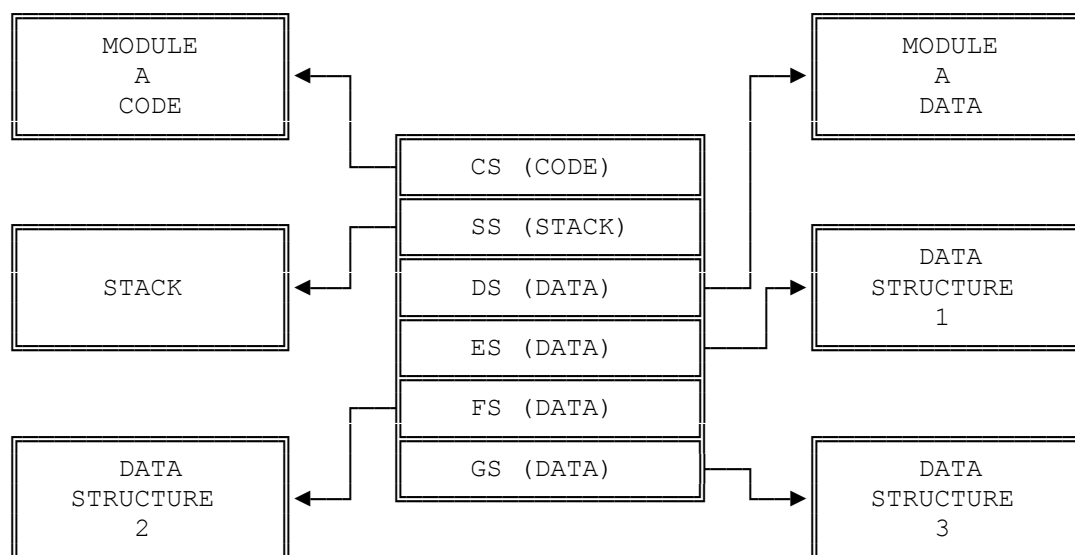 MODULE
A
CODE
MODULE
A
DATA
CS (CODE)
SS (STACK)
DS (DATA)
ES (DATA)
FS (DATA)
GS (DATA)
STACK
DATA
STRUCTURE
1
DATA
STRUCTURE
2
DATA
STRUCTURE
3